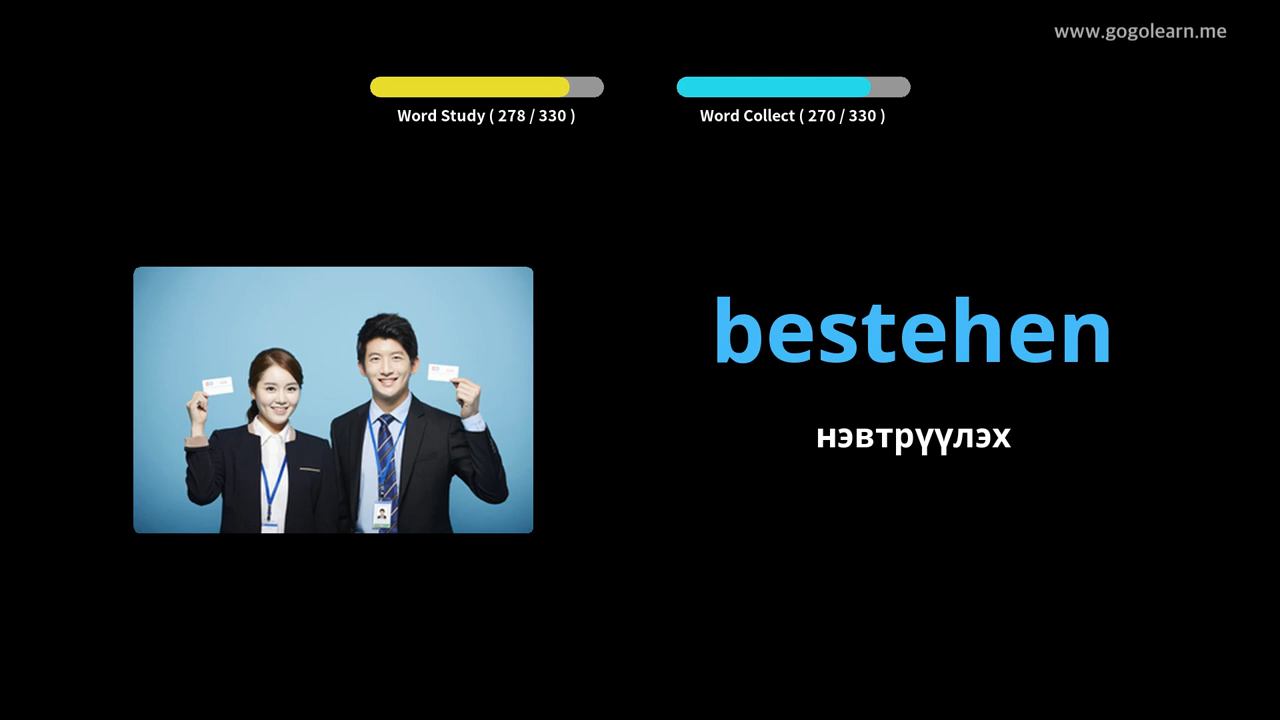 www.gogolearn.me
Word Study ( 278 / 330 )
Word Collect ( 270 / 330 )
bestehen
нэвтрүүлэх